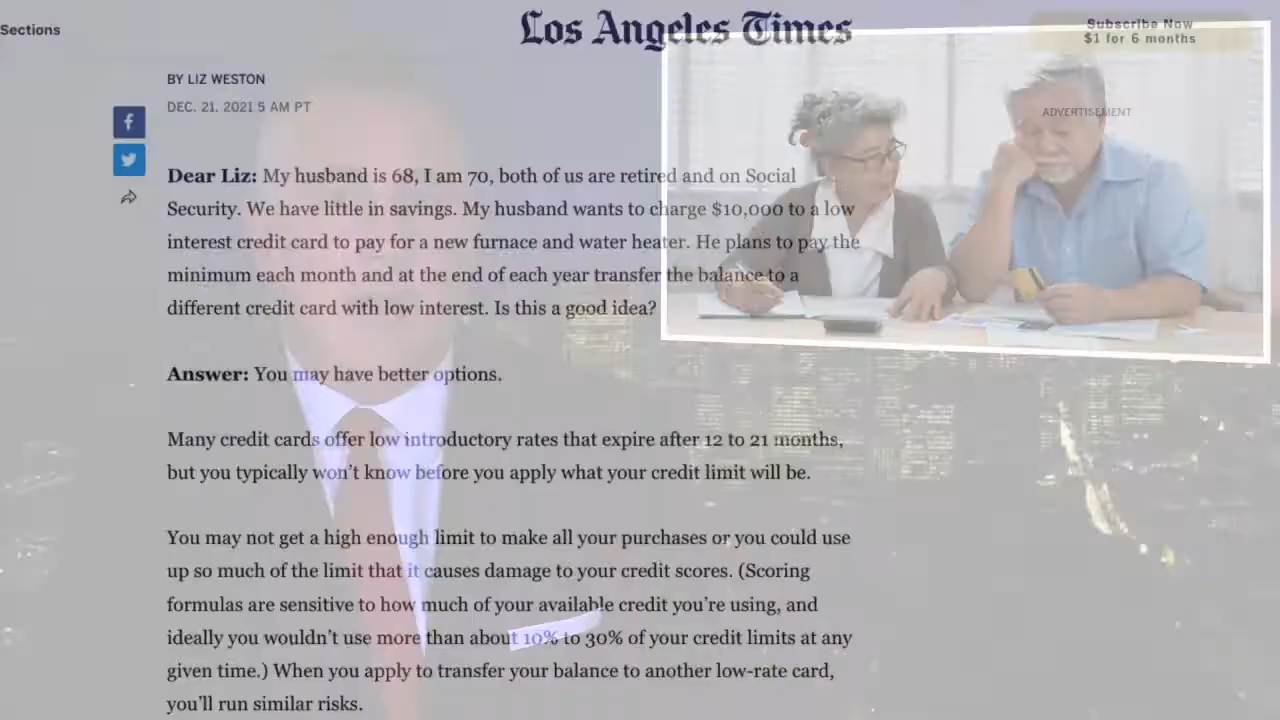 Sections
Los Angeles Times
Subscribe Now
$1 for 6 months
BY LIZ WESTON
DEC. 21, 2021 5 AM PT
ADVERTISEMENT
Dear Liz: My husband is 68, I am 70, both of us are retired and on Social
Security. We have little in savings. My husband wants to charge $10,000 to a low
interest credit card to pay for a new furnace and water heater. He plans to pay the
minimum each month and at the end of each year transfer the balance to a
different credit card with low interest. Is this a good idea?
Answer: You may have better options.
Many credit cards offer low introductory rates that expire after 12 to 21 months,
but you typically won’t know before you apply what your credit limit will be.
You may not get a high enough limit to make all your purchases or you could use
up so much of the limit that it causes damage to your credit scores. (Scoring
formulas are sensitive to how much of your available credit you’re using, and
ideally you wouldn’t use more than about 10% to 30% of your credit limits at any
given time.) When you apply to transfer your balance to another low-rate card,
you’ll run similar risks.